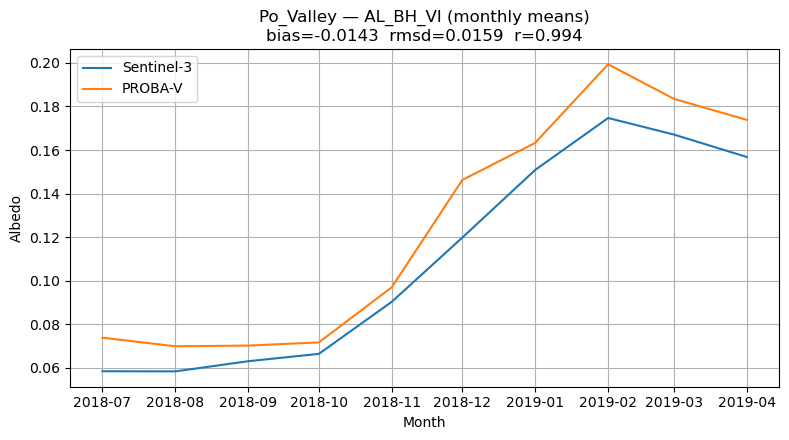 Po_Valley — AL_BH_VI (monthly means)
bias=-0.0143  rmsd=0.0159  r=0.994
Sentinel-3
PROBA-V
Albedo
0.20
0.18
0.16
0.14
0.12
0.10
0.08
0.06
2018-07 2018-08 2018-09 2018-10 2018-11 2018-12 2019-01 2019-02 2019-03 2019-04
Month